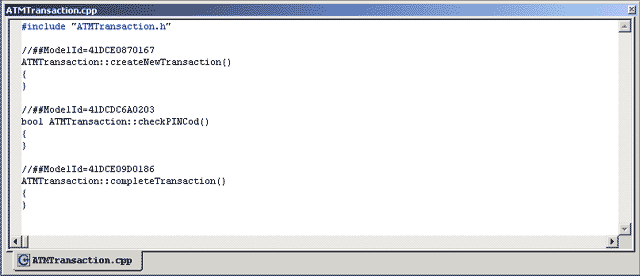 ATMTransaction.cpp
#include "ATMTransaction.h"
//##ModelId=41DCE0870167
ATMTransaction::createNewTransaction()
{
}
//##ModelId=41DCDC6A0203
bool ATMTransaction::checkPINCod()
{
}
//##ModelId=41DCE09D0186
ATMTransaction::completeTransaction()
{
}
ATMTransaction.cpp